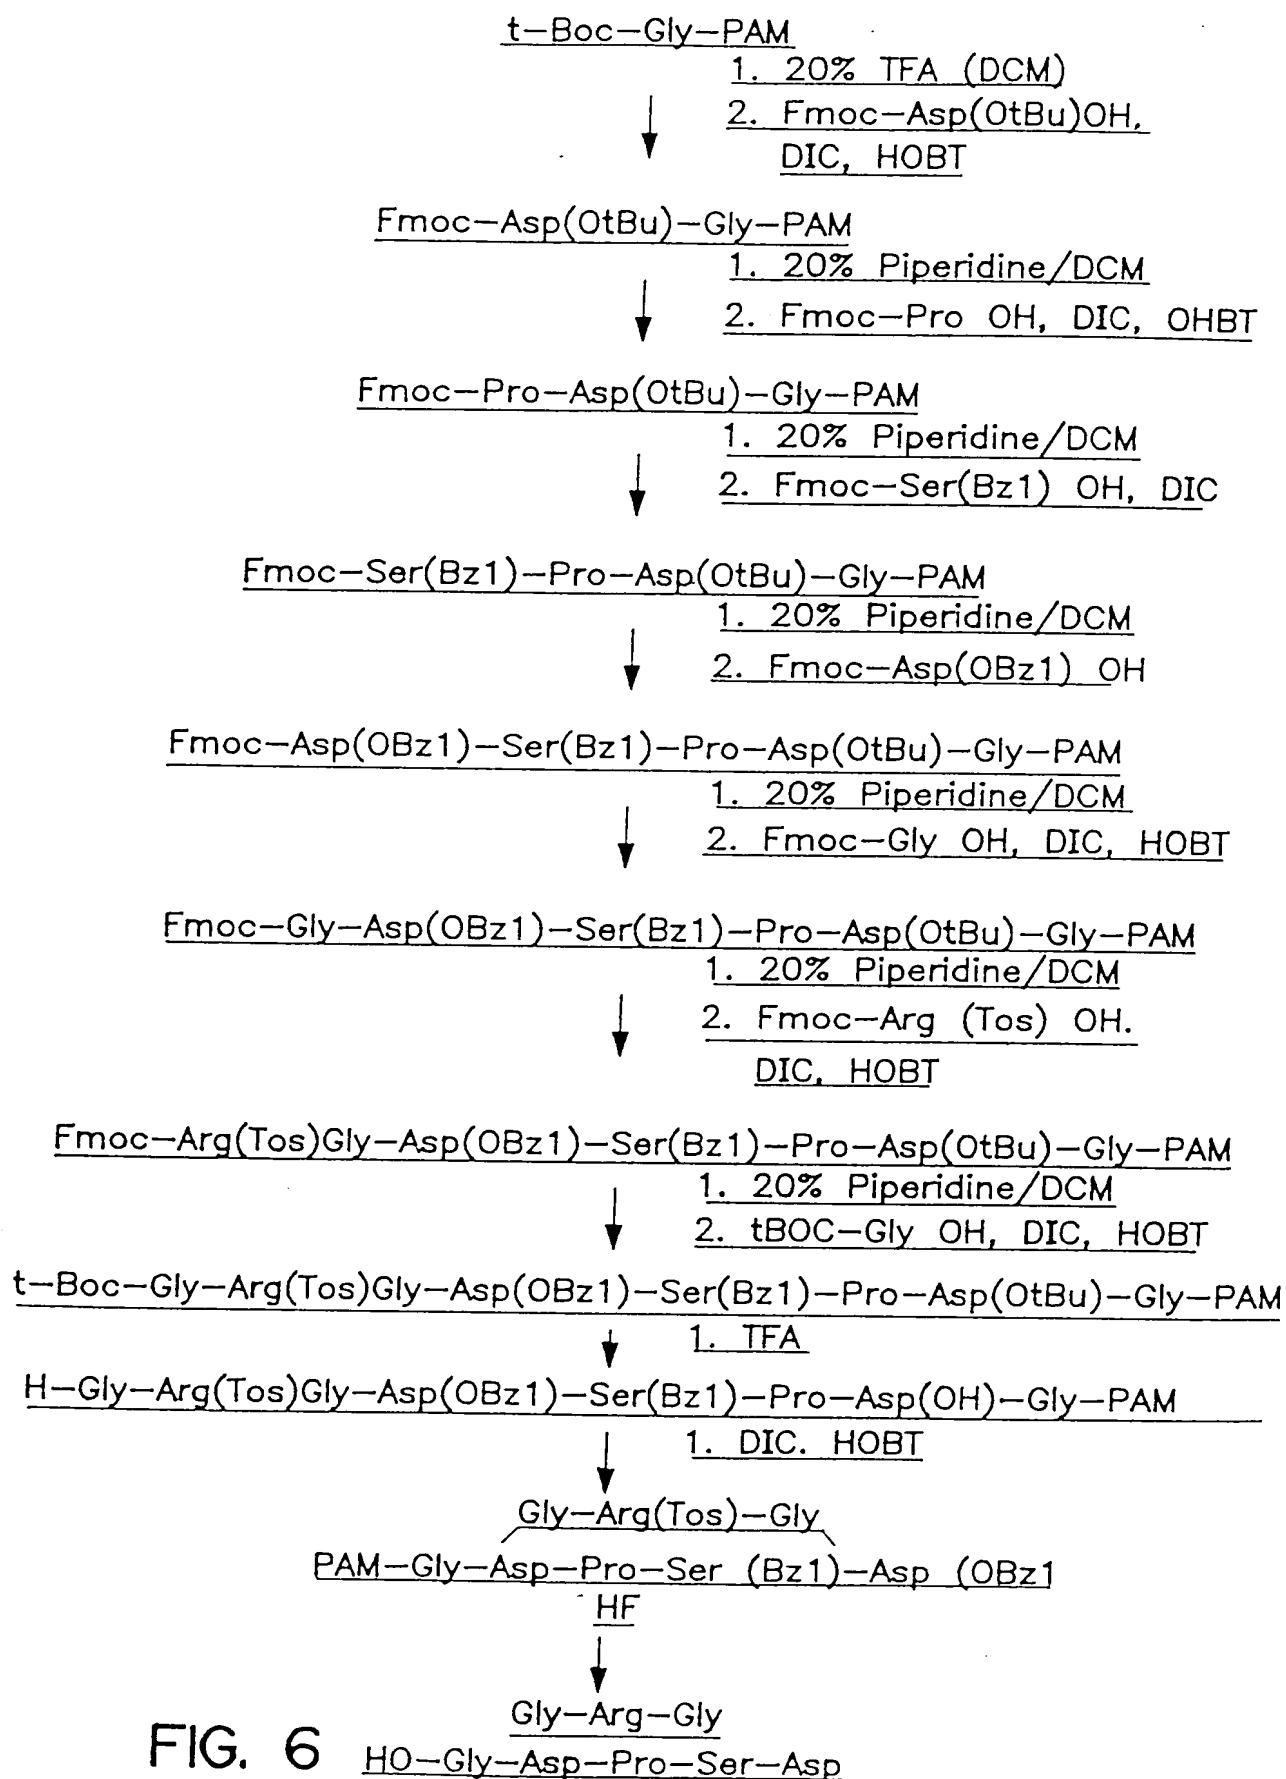 t-Boc-Gly-PAM
1. 20% TFA (DCM)
2. Fmoc-Asp(OtBu)OH,
DIC, HOBT
Fmoc-Asp(OtBu)-Gly-PAM
1. 20% Piperidine/DCM
2. Fmoc-Pro OH, DIC, OHBT
Fmoc-Pro-Asp(OtBu)-Gly-PAM
1. 20% Piperidine/DCM
2. Fmoc-Ser(Bz1) OH, DIC
Fmoc-Ser(Bz1)-Pro-Asp(OtBu)-Gly-PAM
1. 20% Piperidine/DCM
2. Fmoc-Asp(OBz1) OH
Fmoc-Asp(OBz1)-Ser(Bz1)-Pro-Asp(OtBu)-Gly-PAM
1. 20% Piperidine/DCM
2. Fmoc-Gly OH, DIC, HOBT
Fmoc-Gly-Asp(OBz1)-Ser(Bz1)-Pro-Asp(OtBu)-Gly-PAM
1. 20% Piperidine/DCM
2. Fmoc-Arg (Tos) OH.
DIC, HOBT
Fmoc-Arg(Tos)Gly-Asp(OBz1)-Ser(Bz1)-Pro-Asp(OtBu)-Gly-PAM
1. 20% Piperidine/DCM
2. tBOC-Gly OH, DIC, HOBT
t-Boc-Gly-Arg(Tos)Gly-Asp(OBz1)-Ser(Bz1)-Pro-Asp(OtBu)-Gly-PAM
1. TFA
H-Gly-Arg(Tos)Gly-Asp(OBz1)-Ser(Bz1)-Pro-Asp(OH)-Gly-PAM
1. DIC. HOBT
Gly-Arg(Tos)-Gly
PAM-Gly-Asp-Pro-Ser (Bz1)-Asp (OBz1
HF
Gly-Arg-Gly
HO-Gly-Asp-Pro-Ser-Asp
FIG. 6